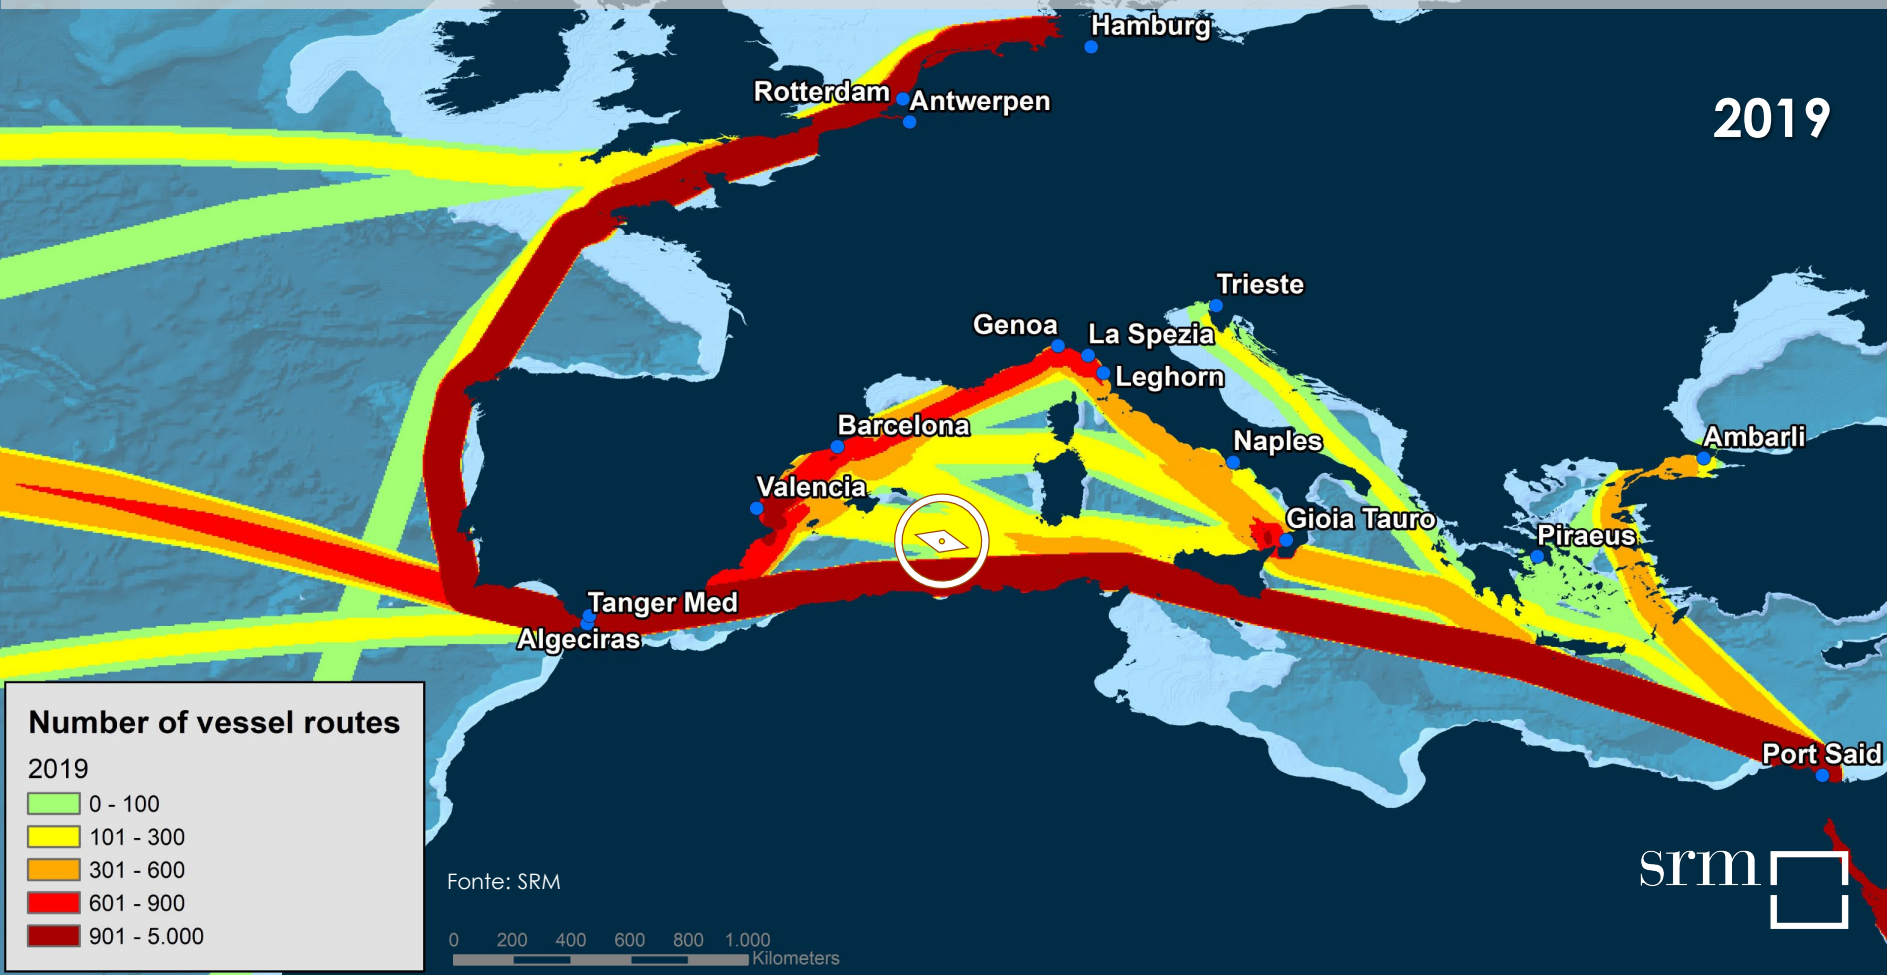 Hamburg
Rotterdam
Antwerpen
2019
Trieste
Genoa
La Spezia
Leghorn
Barcelona
Naples
Ambarli
Valencia
Gioia Tauro
Piraeus
Tanger Med
Algeciras
Port Said
Number of vessel routes
2019
0 - 100
101 - 300
301 - 600
601 - 900
901 - 5.000
Fonte: SRM
0 200 400 600 800 1.000
Kilometers
srm